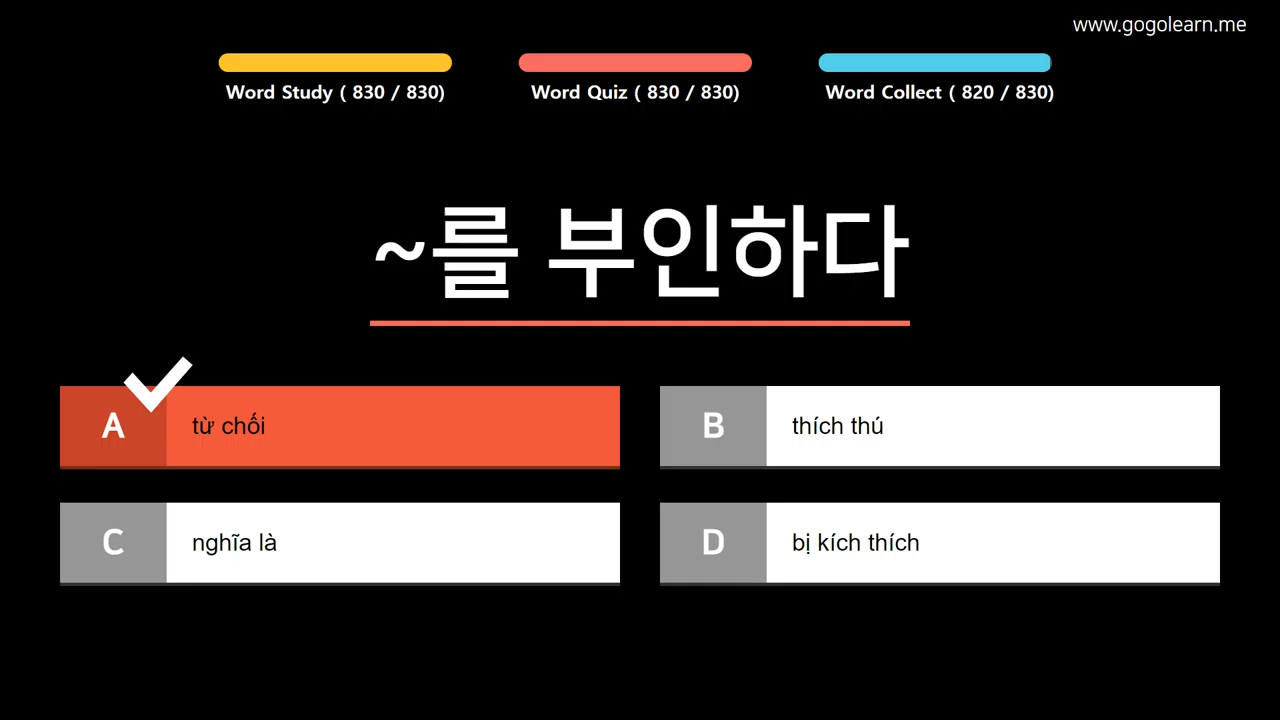 www.gogolearn.me
Word Study ( 830 / 830)
Word Quiz ( 830 / 830)
Word Collect ( 820 / 830)
~를 부인하다
A từ chối
B thích thú
C nghĩa là
D bị kích thích